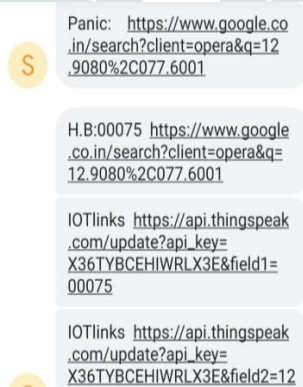 Panic: https://www.google.co
.in/search?client=opera&q=12
.9080%2C077.6001
S
H.B:00075 https://www.google
.co.in/search?client=opera&q=
12.9080%2C077.6001
IOTlinks https://api.thingspeak
.com/update?api_key=
X36TYBCEHIWRLX3E&field1=
00075
IOTlinks https://api.thingspeak
.com/update?api_key=
X36TYBCEHIWRLX3E&field2=12